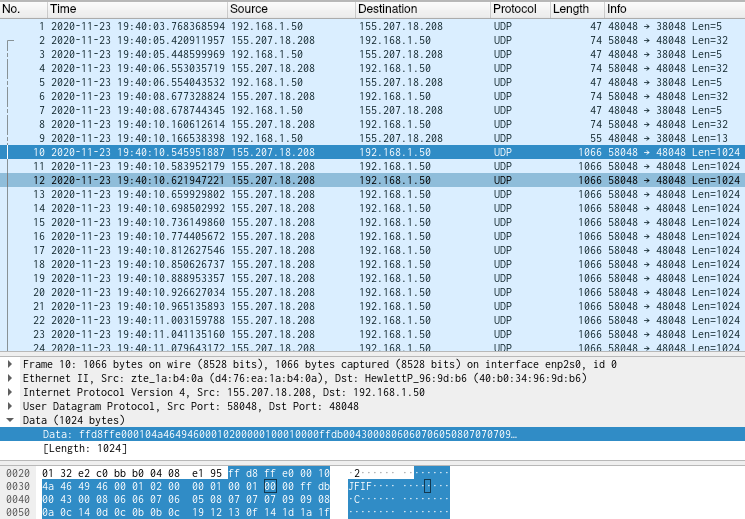 No. Time Source Destination Protocol Length Info
1 2020-11-23 19:40:03.768368594 192.168.1.50 155.207.18.208 UDP 47 48048 → 38048 Len=5
2 2020-11-23 19:40:05.420911957 155.207.18.208 192.168.1.50 UDP 74 58048 → 48048 Len=32
3 2020-11-23 19:40:05.448599969 192.168.1.50 155.207.18.208 UDP 47 48048 → 38048 Len=5
4 2020-11-23 19:40:06.553035719 155.207.18.208 192.168.1.50 UDP 74 58048 → 48048 Len=32
5 2020-11-23 19:40:06.554043532 192.168.1.50 155.207.18.208 UDP 47 48048 → 38048 Len=5
6 2020-11-23 19:40:08.677328824 155.207.18.208 192.168.1.50 UDP 74 58048 → 48048 Len=32
7 2020-11-23 19:40:08.678744345 192.168.1.50 155.207.18.208 UDP 47 48048 → 38048 Len=5
8 2020-11-23 19:40:10.160612614 155.207.18.208 192.168.1.50 UDP 74 58048 → 48048 Len=32
9 2020-11-23 19:40:10.166538398 192.168.1.50 155.207.18.208 UDP 55 48048 → 38048 Len=13
10 2020-11-23 19:40:10.545951887 155.207.18.208 192.168.1.50 UDP 1066 58048 → 48048 Len=1024
11 2020-11-23 19:40:10.583952179 155.207.18.208 192.168.1.50 UDP 1066 58048 → 48048 Len=1024
12 2020-11-23 19:40:10.621947221 155.207.18.208 192.168.1.50 UDP 1066 58048 → 48048 Len=1024
13 2020-11-23 19:40:10.659929802 155.207.18.208 192.168.1.50 UDP 1066 58048 → 48048 Len=1024
14 2020-11-23 19:40:10.698502992 155.207.18.208 192.168.1.50 UDP 1066 58048 → 48048 Len=1024
15 2020-11-23 19:40:10.736149860 155.207.18.208 192.168.1.50 UDP 1066 58048 → 48048 Len=1024
16 2020-11-23 19:40:10.774405672 155.207.18.208 192.168.1.50 UDP 1066 58048 → 48048 Len=1024
17 2020-11-23 19:40:10.812627546 155.207.18.208 192.168.1.50 UDP 1066 58048 → 48048 Len=1024
18 2020-11-23 19:40:10.850626737 155.207.18.208 192.168.1.50 UDP 1066 58048 → 48048 Len=1024
19 2020-11-23 19:40:10.888953357 155.207.18.208 192.168.1.50 UDP 1066 58048 → 48048 Len=1024
20 2020-11-23 19:40:10.926627034 155.207.18.208 192.168.1.50 UDP 1066 58048 → 48048 Len=1024
21 2020-11-23 19:40:10.965135893 155.207.18.208 192.168.1.50 UDP 1066 58048 → 48048 Len=1024
22 2020-11-23 19:40:11.003159788 155.207.18.208 192.168.1.50 UDP 1066 58048 → 48048 Len=1024
23 2020-11-23 19:40:11.041135160 155.207.18.208 192.168.1.50 UDP 1066 58048 → 48048 Len=1024
24 2020-11-23 19:40:11.079643172 155.207.18.208 192.168.1.50 UDP 1066 58048 → 48048 Len=1024
Frame 10: 1066 bytes on wire (8528 bits), 1066 bytes captured (8528 bits) on interface enp2s0, id 0
Ethernet II, Src: zte_1a:b4:0a (d4:76:ea:1a:b4:0a), Dst: HewlettP_96:9d:b6 (40:b0:34:96:9d:b6)
Internet Protocol Version 4, Src: 155.207.18.208, Dst: 192.168.1.50
User Datagram Protocol, Src Port: 58048, Dst Port: 48048
Data (1024 bytes)
Data: ffd8ffe000104a46494600010200000100010000ffdb004300080606070605080707​0709…
[Length: 1024]
0020 01 32 e2 c0 bb b0 04 08 e1 95 ff d8 ff e0 00 10 ·2······ ········
0030 4a 46 49 46 00 01 02 00 00 01 00 01 00 00 ff db JFIF···· ········
0040 00 43 00 08 06 06 07 06 05 08 07 07 07 09 09 08 ·C······ ········
0050 0a 0c 14 0d 0c 0b 0b 0c 19 12 13 0f 14 1d 1a 1f ········ ········